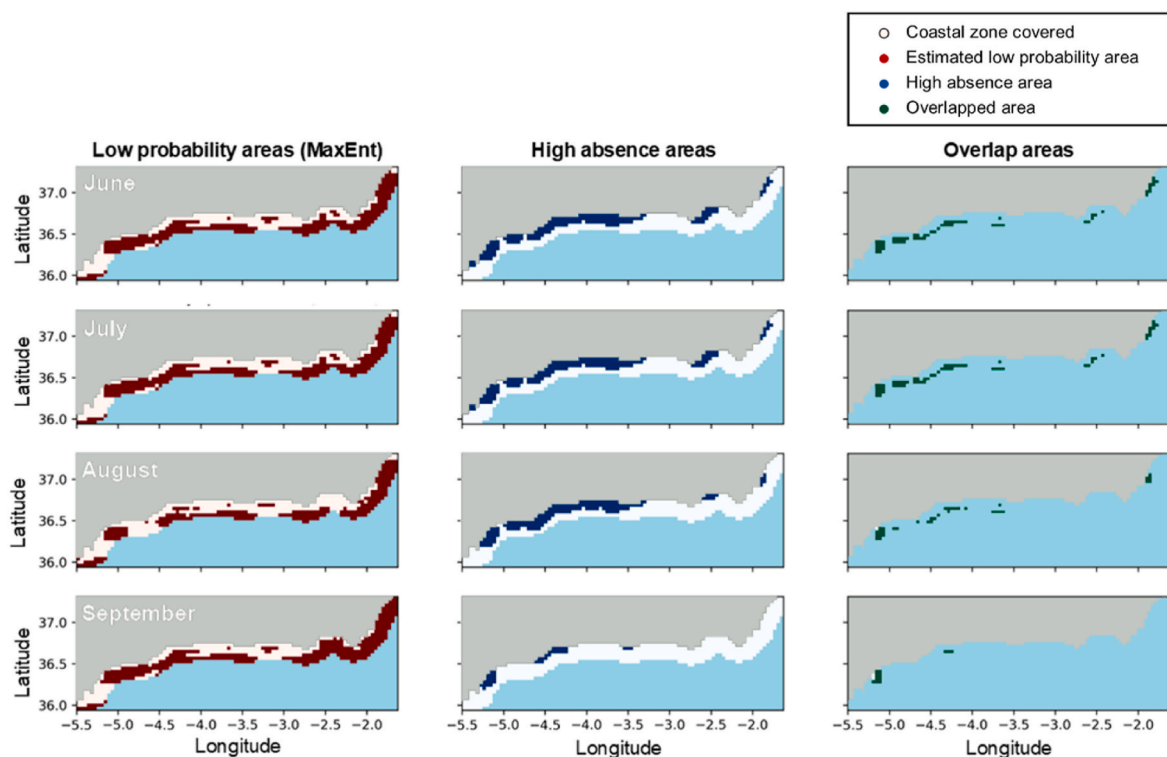 Coastal zone covered
Estimated low probability area
High absence area
Overlapped area
Low probability areas (MaxEnt)
High absence areas
Overlap areas
June
Latitude
37.0
36.5
36.0
July
Latitude
37.0
36.5
36.0
August
Latitude
37.0
36.5
36.0
September
Latitude
37.0
36.5
36.0
−5.5 −5.0 −4.5 −4.0 −3.5 −3.0 −2.5 −2.0
−5.5 −5.0 −4.5 −4.0 −3.5 −3.0 −2.5 −2.0
−5.5 −5.0 −4.5 −4.0 −3.5 −3.0 −2.5 −2.0
Longitude
Longitude
Longitude